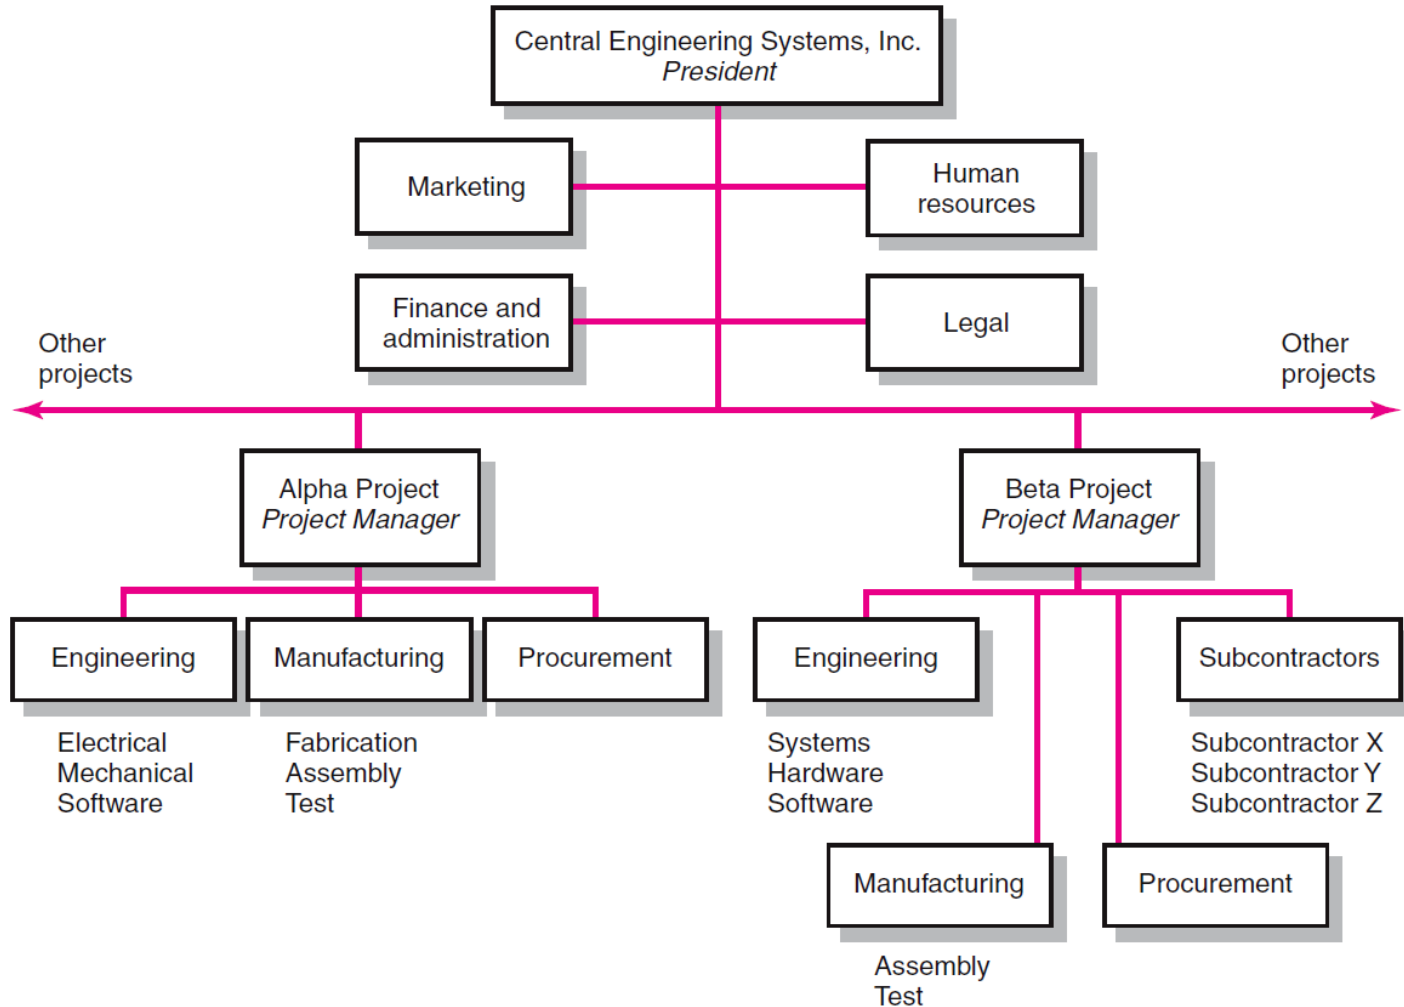 Central Engineering Systems, Inc.
President
Marketing
Human
resources
Finance and
administration
Legal
Other
projects
Other
projects
Alpha Project
Project Manager
Beta Project
Project Manager
Engineering
Manufacturing
Procurement
Engineering
Subcontractors
Electrical
Mechanical
Software
Fabrication
Assembly
Test
Systems
Hardware
Software
Subcontractor X
Subcontractor Y
Subcontractor Z
Manufacturing
Procurement
Assembly
Test